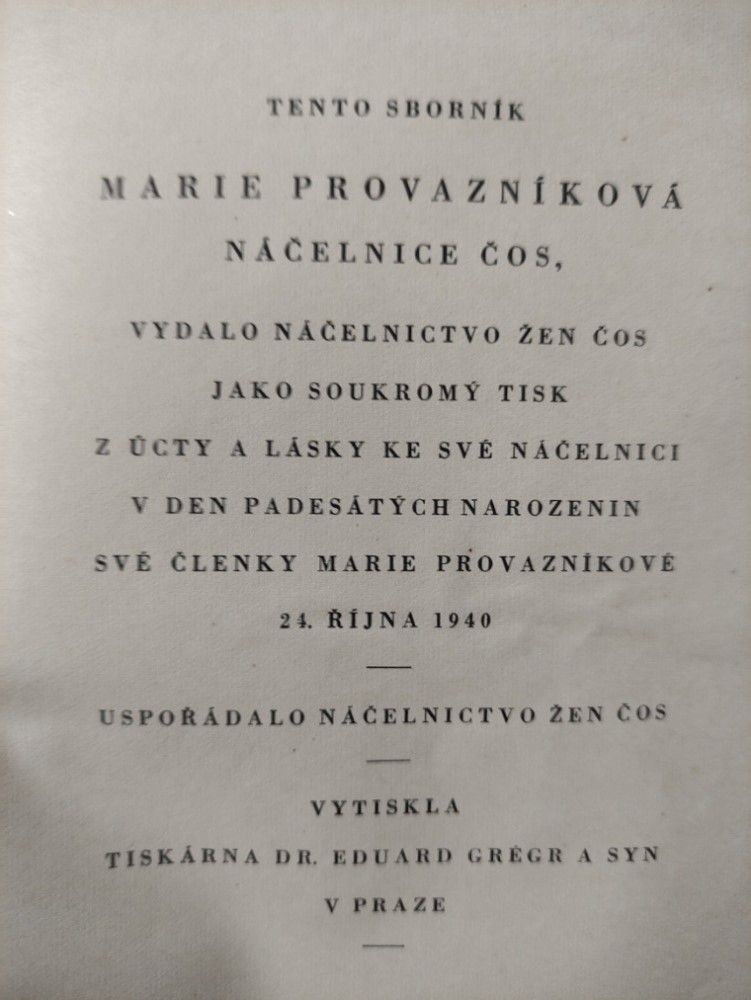 TENTO SBORNÍK
MARIE PROVAZNÍKOVÁ
NÁČELNICE ČOS,
VYDALO NÁČELNICTVO ŽEN ČOS
JAKO SOUKROMÝ TISK
Z ÚCTY A LÁSKY KE SVÉ NÁČELNICI
V DEN PADESÁTÝCH NAROZENIN
SVÉ ČLENKY MARIE PROVAZNÍKOVÉ
24. ŘÍJNA 1940
USPOŘÁDALO NÁČELNICTVO ŽEN ČOS
VYTISKLA
TISKÁRNA DR. EDUARD GRÉGR A SYN
V PRAZE